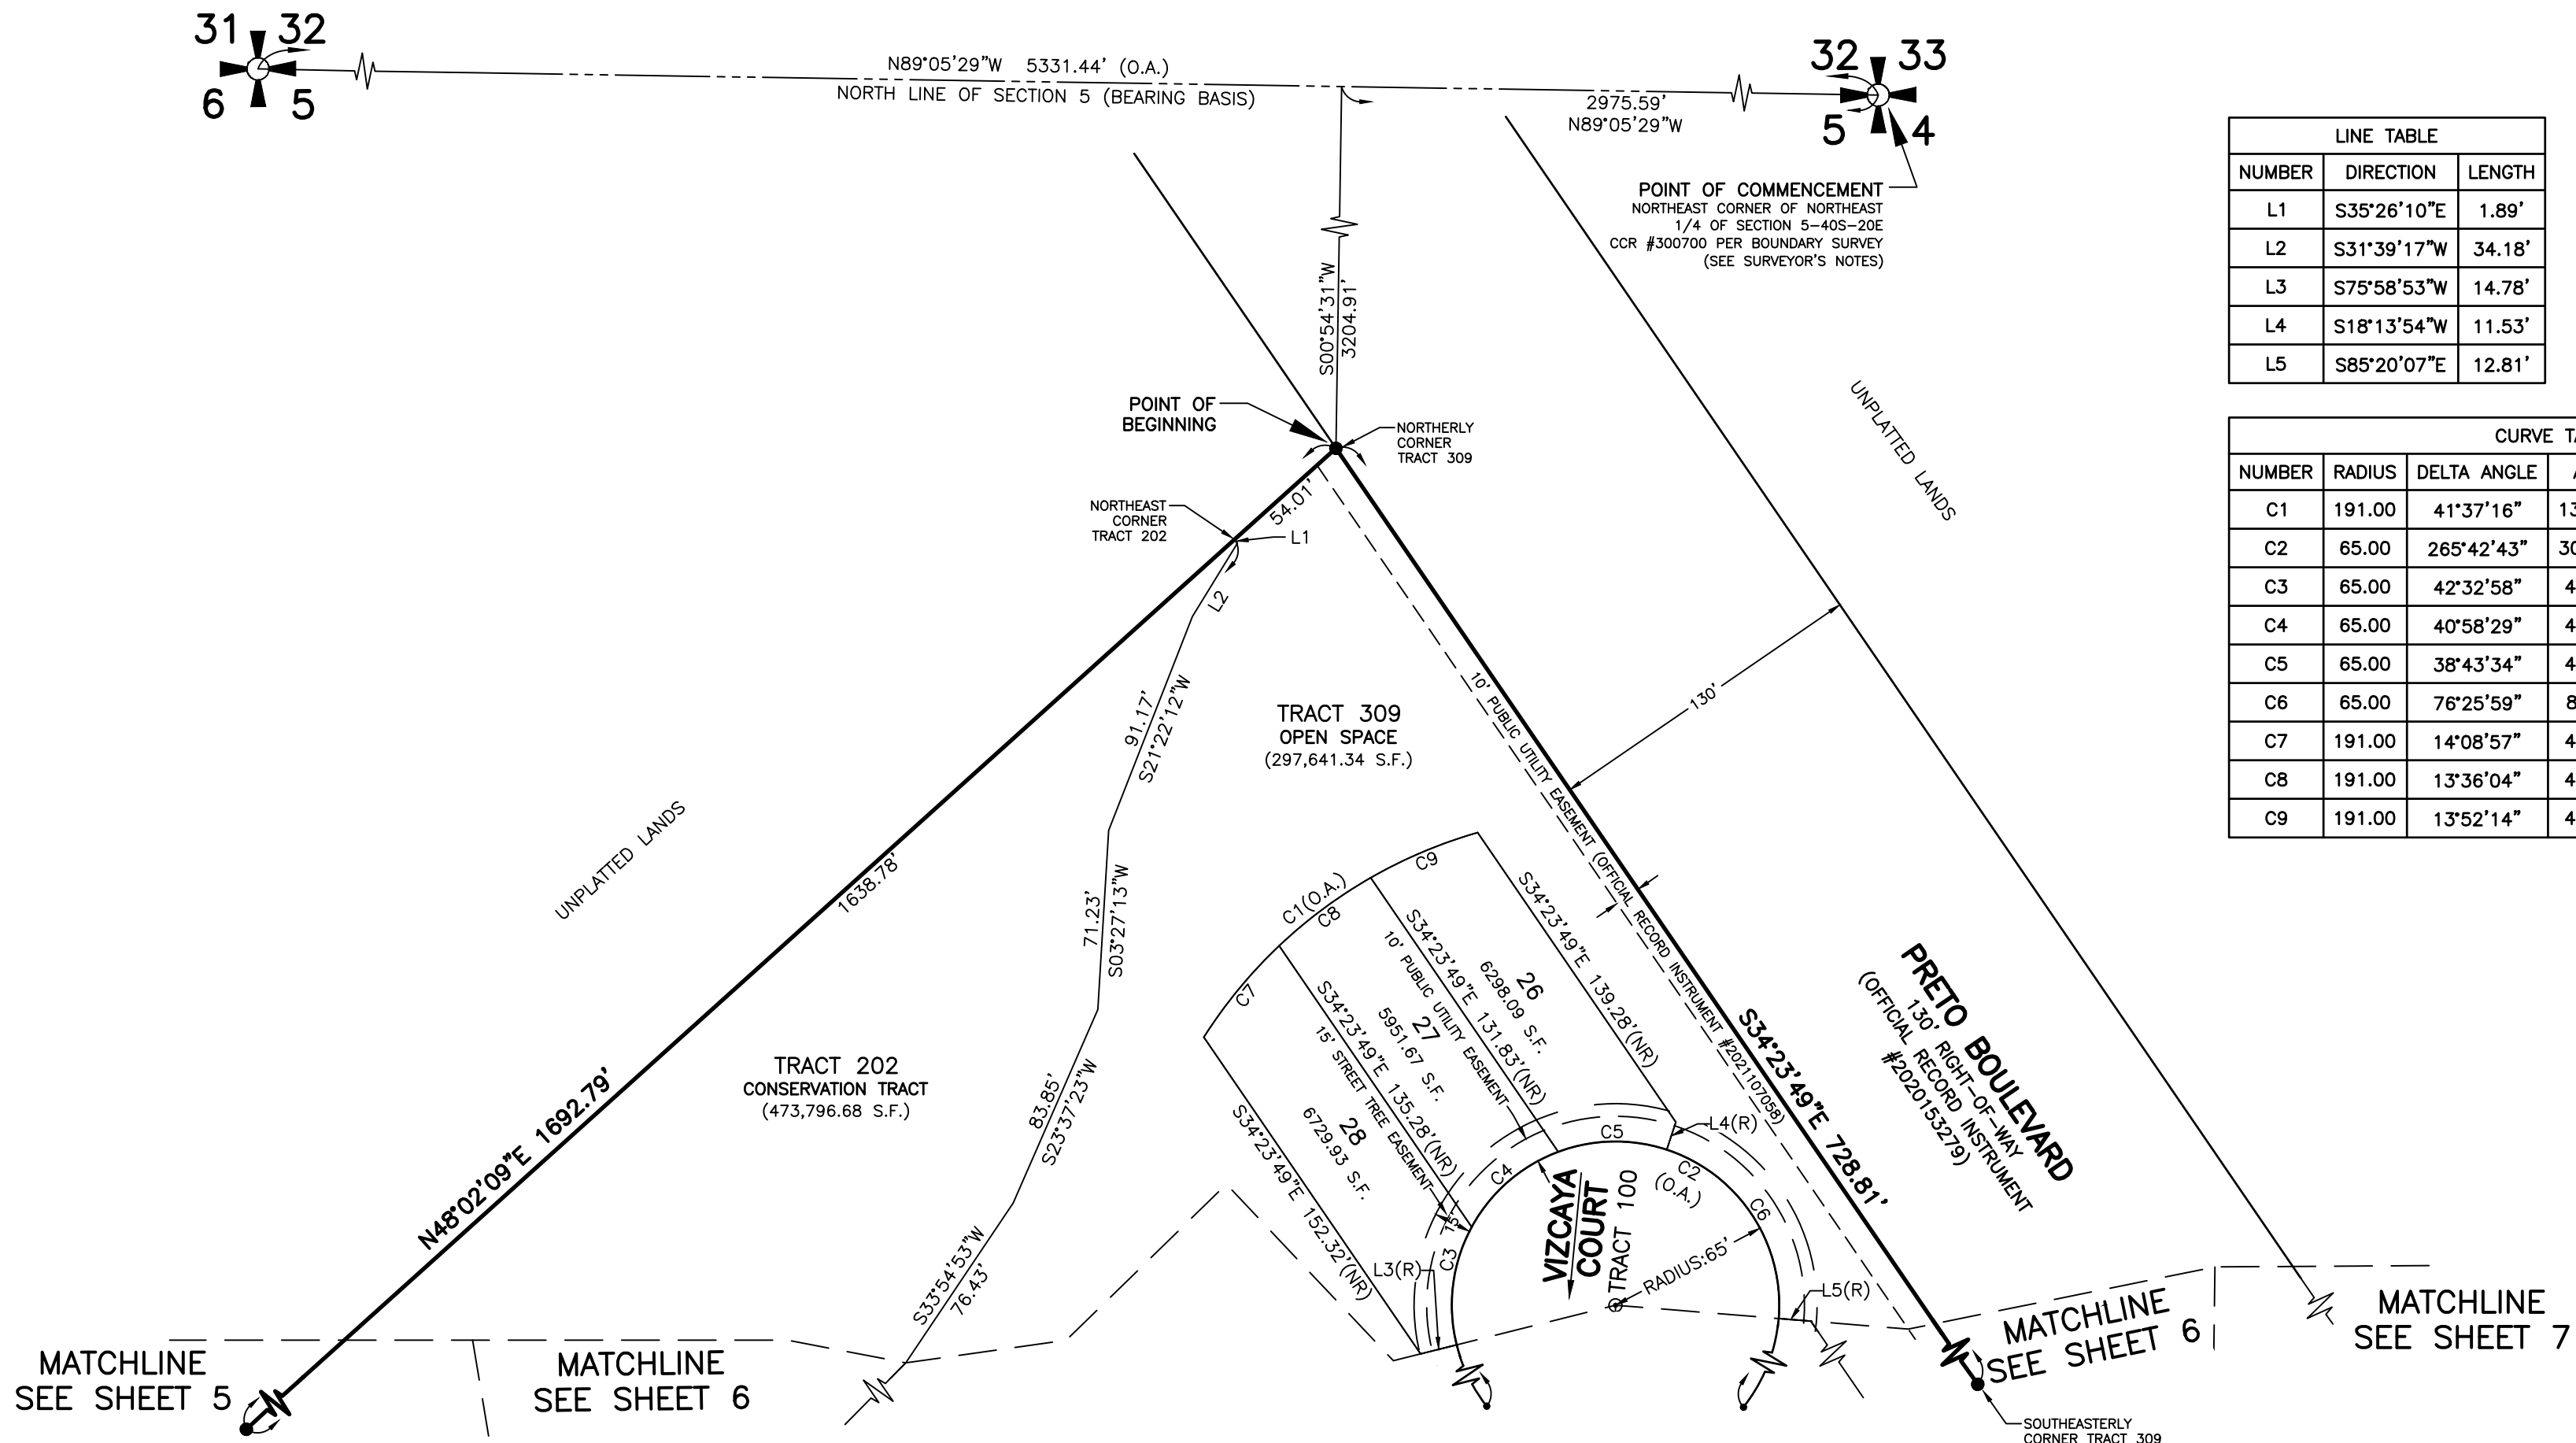 31 32
6 5
N89°05'29"W 5331.44' (O.A.)
NORTH LINE OF SECTION 5 (BEARING BASIS)
2975.59'
N89°05'29"W
32 33
5 4
POINT OF COMMENCEMENT
NORTHEAST CORNER OF NORTHEAST
1/4 OF SECTION 5-40S-20E
CCR #300700 PER BOUNDARY SURVEY
(SEE SURVEYOR'S NOTES)
LINE TABLE
NUMBER DIRECTION LENGTH
L1 S35°26'10"E 1.89'
L2 S31°39'17"W 34.18'
L3 S75°58'53"W 14.78'
L4 S18°13'54"W 11.53'
L5 S85°20'07"E 12.81'
NUMBER RADIUS DELTA ANGLE
CURVE
C1 191.00 41°37'16"
C2 65.00 265°42'43"
C3 65.00 42°32'58"
C4 65.00 40°58'29"
C5 65.00 38°43'34"
C6 65.00 76°25'59"
C7 191.00 14°08'57"
C8 191.00 13°36'04"
C9 191.00 13°52'14"
S00°54'31"W
3204.91'
POINT OF
BEGINNING
NORTHERLY
CORNER
TRACT 309
NORTHEAST
CORNER
TRACT 202
54.01'
L1
L2
UNPLATTED LANDS
130'
91.17'
S21°22'12"W
TRACT 309
OPEN SPACE
(297,641.34 S.F.)
10' PUBLIC UTILITY EASEMENT (OFFICIAL RECORD INSTRUMENT #2021107058)
UNPLATTED LANDS
1638.78'
71.23'
S03°27'13"W
C1(O.A.)
C7
C8
C9
S34°23'49"E 139.28'(NR)
26
6298.09 S.F.
S34°23'49"E 131.83'(NR)
10' PUBLIC UTILITY EASEMENT
27
5951.67 S.F.
S34°23'49"E 135.28'(NR)
15' STREET TREE EASEMENT
28
6729.93 S.F.
S34°23'49"E 152.32'(NR)
TRACT 202
CONSERVATION TRACT
(473,796.68 S.F.)
N48°02'09"E 1692.79'
83.85'
S23°37'23"W
S33°54'53"W
76.43'
S34°23'49"E 728.81'
PRETO BOULEVARD
130' RIGHT-OF-WAY
(OFFICIAL RECORD INSTRUMENT
#2020153279)
L4(R)
C5
C4
C2
(O.A.)
C6
C3
15'
L3(R)
VIZCAYA
COURT
TRACT 100
RADIUS:65'
L5(R)
MATCHLINE
SEE SHEET 5
MATCHLINE
SEE SHEET 6
MATCHLINE
SEE SHEET 6
MATCHLINE
SEE SHEET 7
SOUTHEASTERLY
CORNER TRACT 309